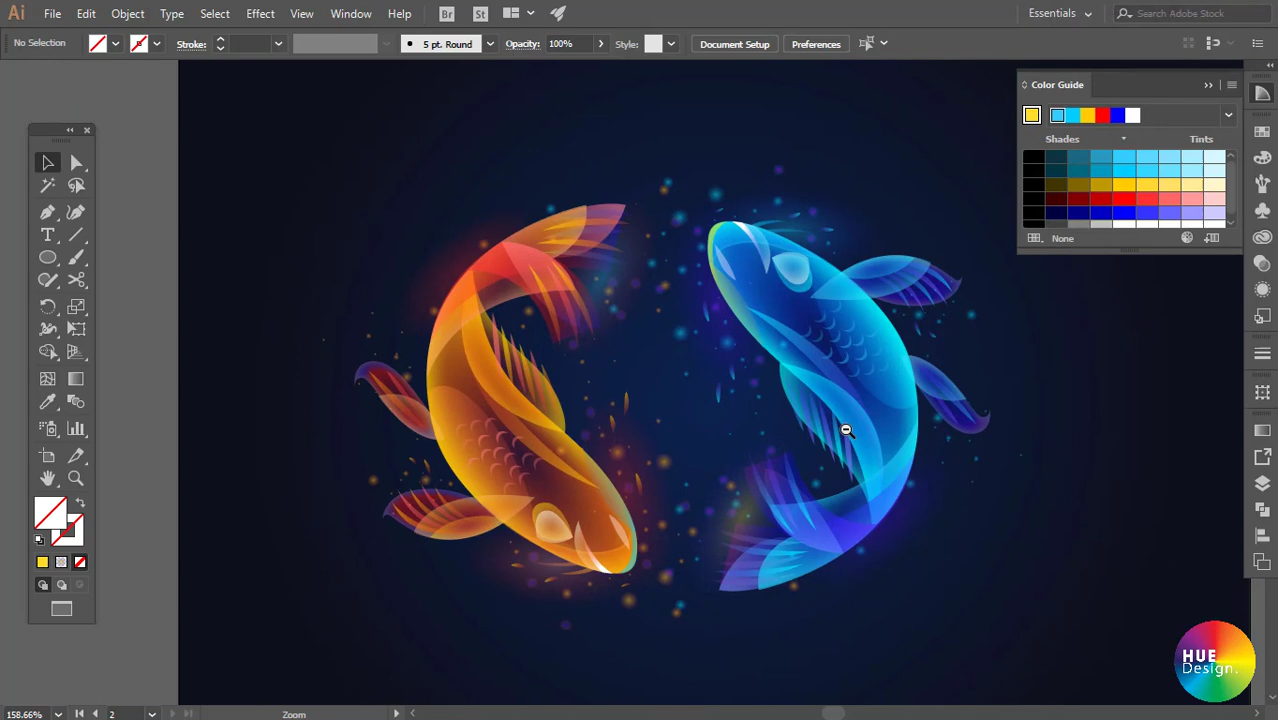 Ai File Edit Object Type Select Effect View Window Help Br St Essentials Search Adobe Stock
No Selection Stroke: 5 pt. Round Opacity: 100% Style: Document Setup Preferences
Color Guide
Shades Tints
None
HUE
Design.
158.66% 2 Zoom